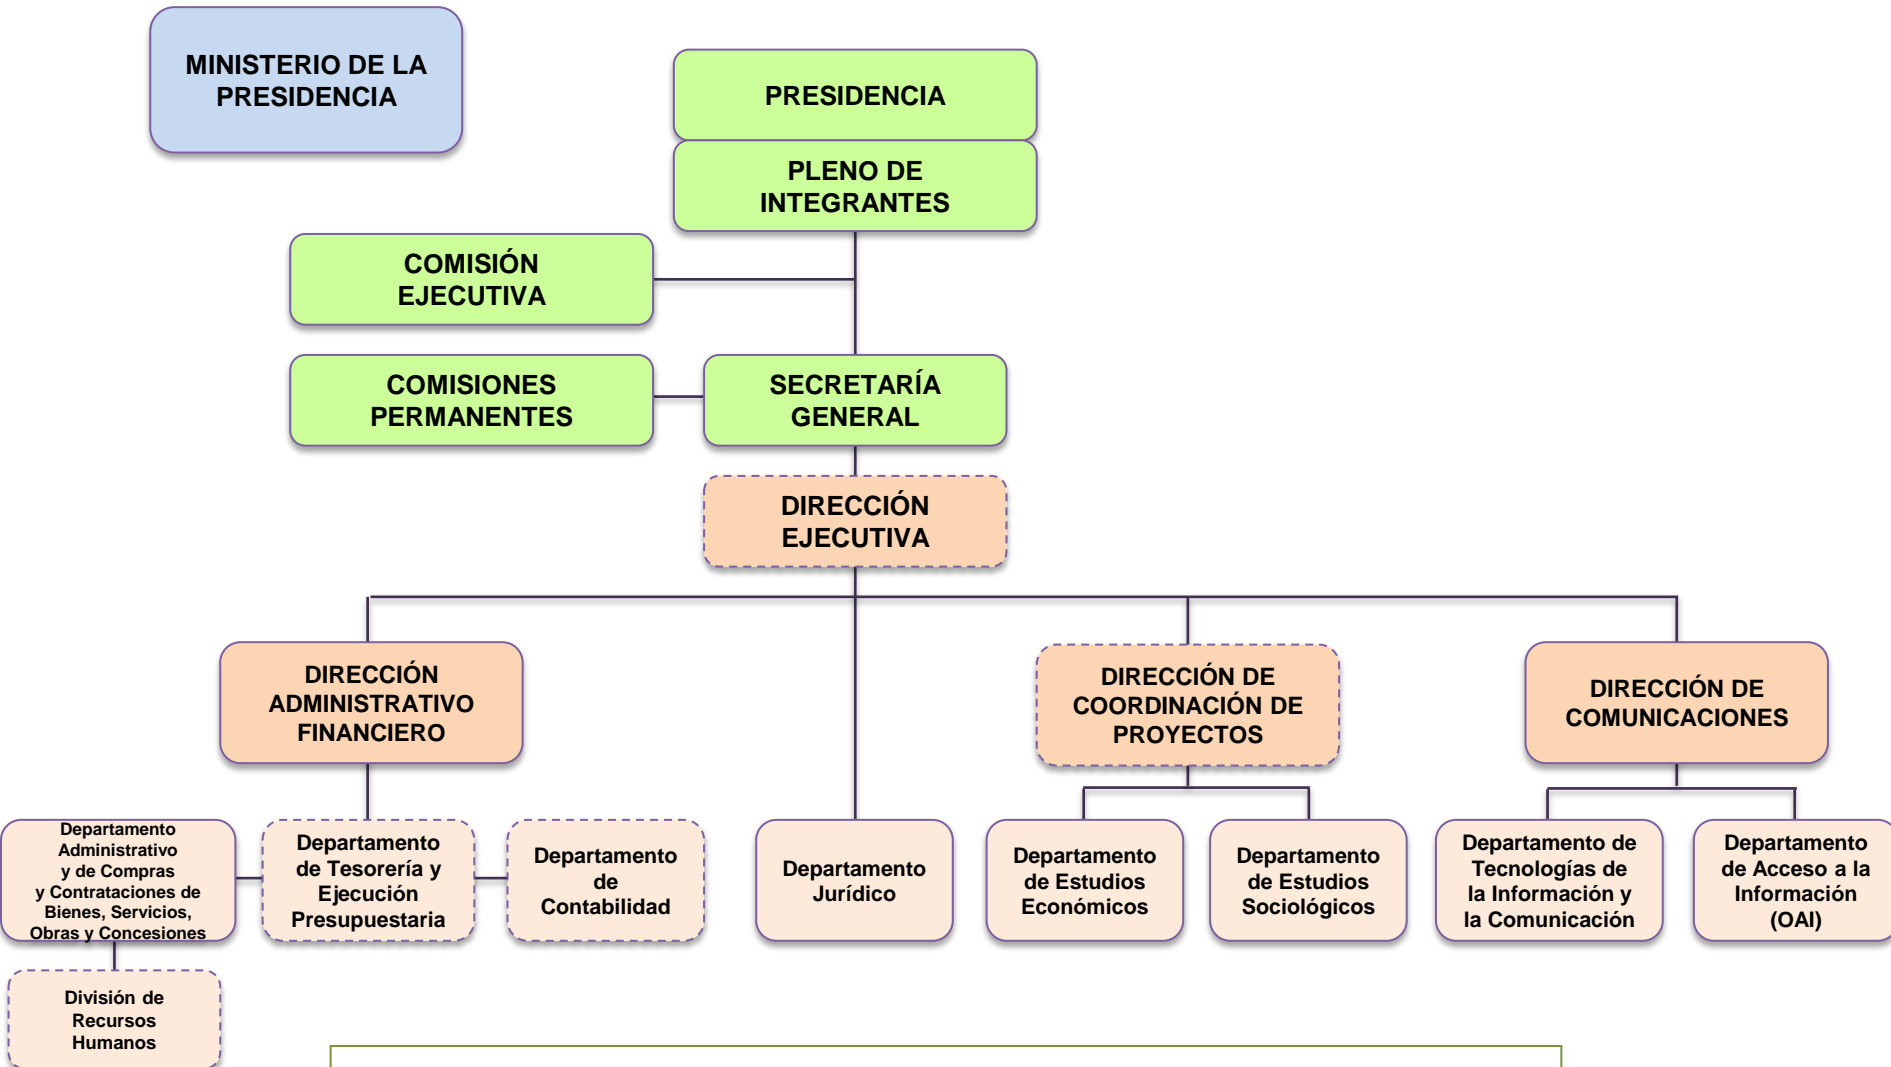 MINISTERIO DE LA
PRESIDENCIA
PRESIDENCIA
PLENO DE
INTEGRANTES
COMISIÓN
EJECUTIVA
COMISIONES
PERMANENTES
SECRETARÍA
GENERAL
DIRECCIÓN
EJECUTIVA
DIRECCIÓN
ADMINISTRATIVO
FINANCIERO
DIRECCIÓN DE
COORDINACIÓN DE
PROYECTOS
DIRECCIÓN DE
COMUNICACIONES
Departamento
Administrativo
y de Compras
y Contrataciones de
Bienes, Servicios,
Obras y Concesiones
Departamento
de Tesorería y
Ejecución
Presupuestaria
Departamento
de
Contabilidad
Departamento
Jurídico
Departamento
de Estudios
Económicos
Departamento
de Estudios
Sociológicos
Departamento de
Tecnologías de
la Información y
la Comunicación
Departamento
de Acceso a la
Información
(OAI)
División de
Recursos
Humanos